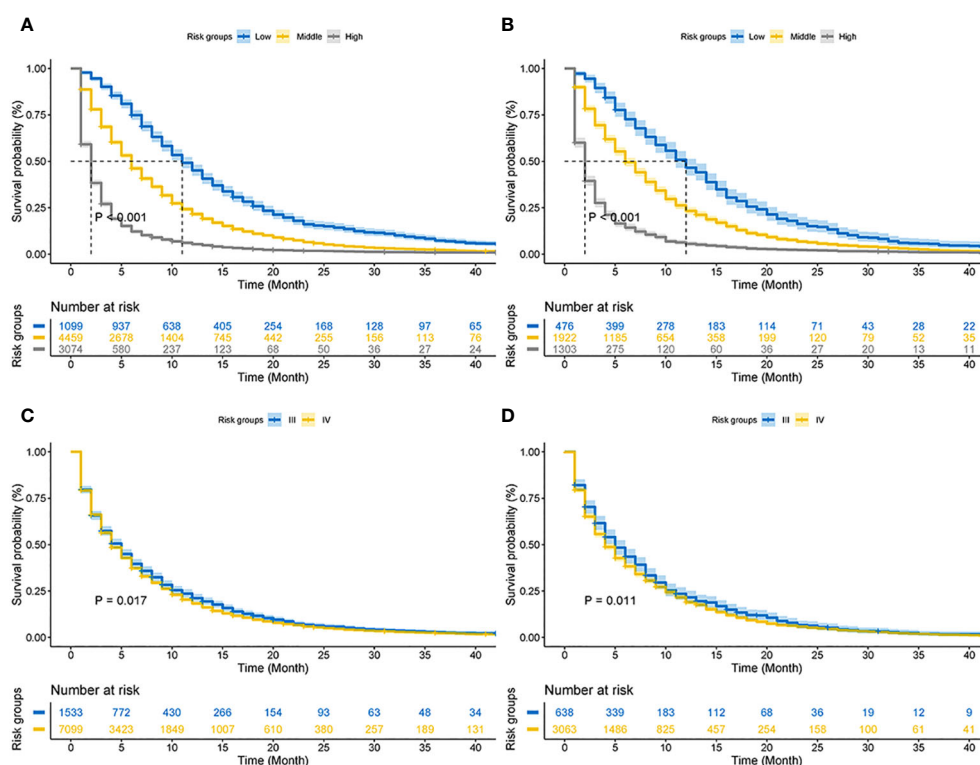 A
Risk groups Low Middle High
Survival probability (%)
1.00
0.75
0.50
0.25
0.00
P < 0.001
0 5 10 15 20 25 30 35 40
Time (Month)
Number at risk
Risk groups
1099 937 638 405 254 168 128 97 65
4459 2678 1404 745 442 255 156 113 76
3074 580 237 123 68 50 36 27 24
0 5 10 15 20 25 30 35 40
Time (Month)
B
Risk groups Low Middle High
Survival probability (%)
1.00
0.75
0.50
0.25
0.00
P < 0.001
0 5 10 15 20 25 30 35 40
Time (Month)
Number at risk
Risk groups
476 399 278 183 114 71 43 28 22
1922 1185 654 358 199 120 79 52 35
1303 275 120 60 36 27 20 13 11
0 5 10 15 20 25 30 35 40
Time (Month)
C
Risk groups III IV
Survival probability (%)
1.00
0.75
0.50
0.25
0.00
P = 0.017
0 5 10 15 20 25 30 35 40
Time (Month)
Number at risk
Risk groups
1533 772 430 266 154 93 63 48 34
7099 3423 1849 1007 610 380 257 189 131
0 5 10 15 20 25 30 35 40
Time (Month)
D
Risk groups III IV
Survival probability (%)
1.00
0.75
0.50
0.25
0.00
P = 0.011
0 5 10 15 20 25 30 35 40
Time (Month)
Number at risk
Risk groups
638 339 183 112 68 36 19 12 9
3063 1486 825 457 254 158 100 61 41
0 5 10 15 20 25 30 35 40
Time (Month)